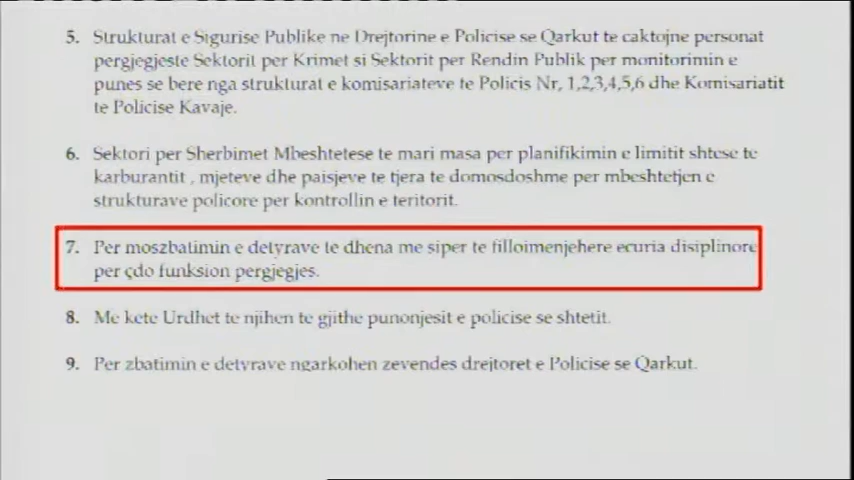 5. Strukturat e Sigurise Publike ne Drejtorine e Policise se Qarkut te caktojne personat
pergjegjeste Sektorit per Krimet si Sektorit per Rendin Publik per monitorimin e
punes se bere nga strukturat e komisariateve te Policis Nr, 1,2,3,4,5,6 dhe Komisariatit
te Policise Kavaje.
6. Sektori per Sherbimet Mbeshtetese te mari masa per planifikimin e limitit shtese te
karburantit , mjeteve dhe paisjeve te tjera te domosdoshme per mbeshtetjen e
strukturave policore per kontrollin e teritorit.
7. Per moszbatimin e detyrave te dhena me siper te filloimenjehere ecuria disiplinore
per çdo funksion pergjegjes.
8. Me kete Urdhet te njihen te gjithe punonjesit e policise se shtetit.
9. Per zbatimin e detyrave ngarkohen zevendes drejtoret e Policise se Qarkut.